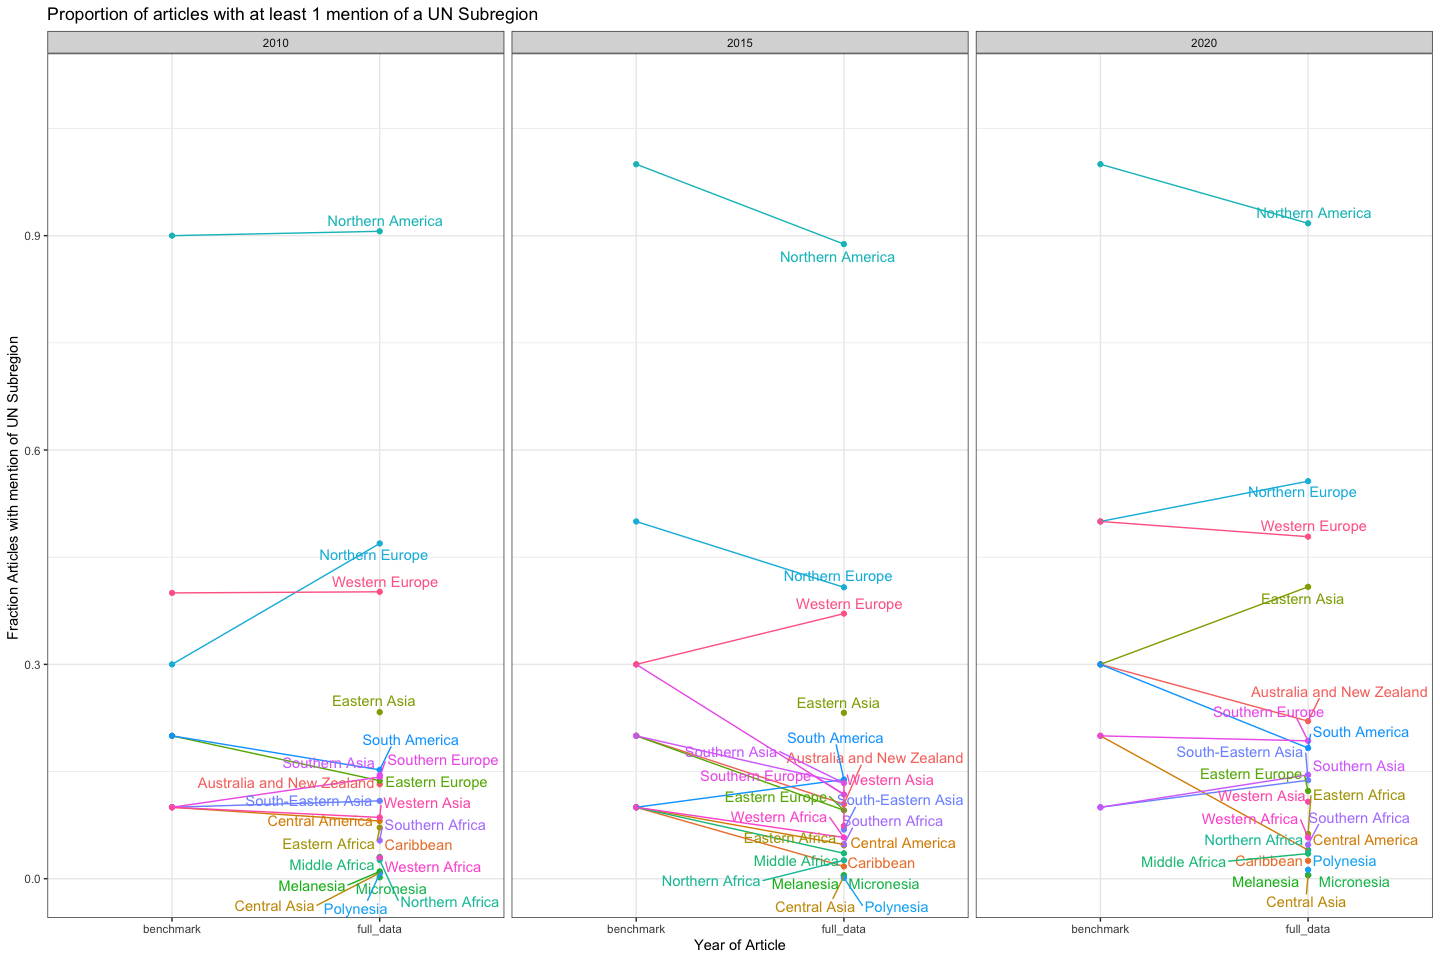 Proportion of articles with at least 1 mention of a UN Subregion
2010
2015
2020
Fraction Articles with mention of UN Subregion
0.9
0.6
0.3
0.0
Northern America
Northern Europe
Western Europe
Eastern Asia
South America
Southern Asia
Southern Europe
Australia and New Zealand
Eastern Europe
South-Eastern Asia
Western Asia
Central America
Southern Africa
Eastern Africa
Caribbean
Middle Africa
Western Africa
Melanesia
Micronesia
Northern Africa
Central Asia
Polynesia
Northern America
Northern Europe
Western Europe
Eastern Asia
South America
Southern Asia
Australia and New Zealand
Southern Europe
Western Asia
Eastern Europe
South-Eastern Asia
Western Africa
Southern Africa
Eastern Africa
Central America
Middle Africa
Caribbean
Northern Africa
Melanesia
Micronesia
Central Asia
Polynesia
Northern America
Northern Europe
Western Europe
Eastern Asia
Australia and New Zealand
Southern Europe
South America
South-Eastern Asia
Southern Asia
Eastern Europe
Western Asia
Eastern Africa
Western Africa
Southern Africa
Northern Africa
Central America
Middle Africa
Caribbean
Polynesia
Melanesia
Micronesia
Central Asia
benchmark
full_data
benchmark
full_data
benchmark
full_data
Year of Article